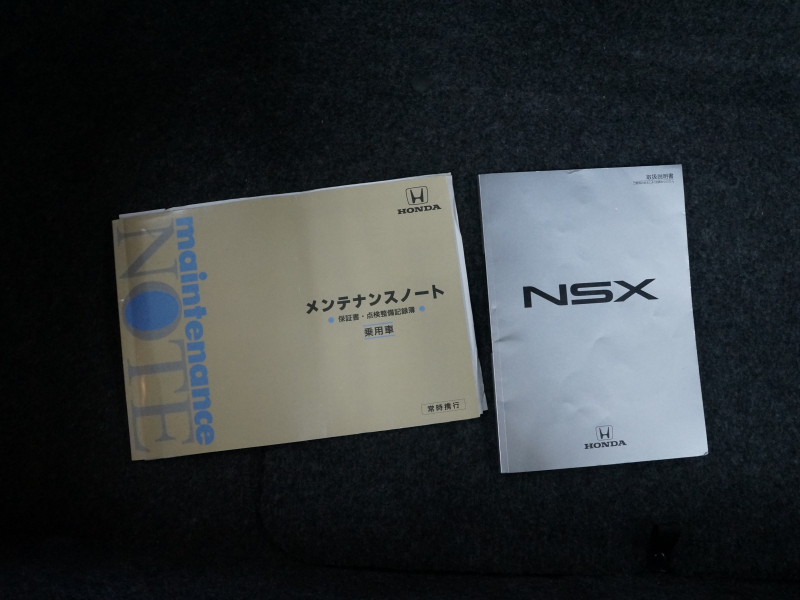 HONDA
maintenance
NOTE
メンテナンスノート
保証書・点検整備記録簿
乗用車
常時携行
取扱説明書
NSX
HONDA